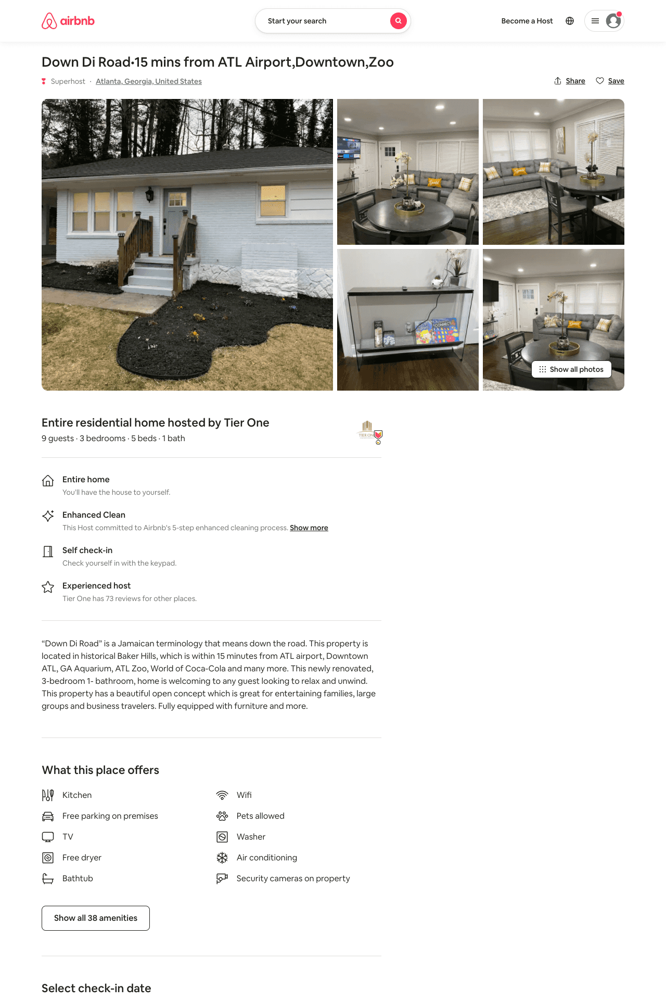 airbnb
Start your search
Become a Host
Down Di Road•15 mins from ATL Airport,Downtown,Zoo
Superhost · Atlanta, Georgia, United States
Share
Save
CONNECT 4
Show all photos
Entire residential home hosted by Tier One
9 guests · 3 bedrooms · 5 beds · 1 bath
TIER ONE
Entire home
You’ll have the house to yourself.
Enhanced Clean
This Host committed to Airbnb's 5-step enhanced cleaning process. Show more
Self check-in
Check yourself in with the keypad.
Experienced host
Tier One has 73 reviews for other places.
“Down Di Road” is a Jamaican terminology that means down the road. This property is
located in historical Baker Hills, which is within 15 minutes from ATL airport, Downtown
ATL, GA Aquarium, ATL Zoo, World of Coca-Cola and many more. This newly renovated,
3-bedroom 1- bathroom, home is welcoming to any guest looking to relax and unwind.
This property has a beautiful open concept which is great for entertaining families, large
groups and business travelers. Fully equipped with furniture and more.
What this place offers
Kitchen
Wifi
Free parking on premises
Pets allowed
TV
Washer
Free dryer
Air conditioning
Bathtub
Security cameras on property
Show all 38 amenities
Select check-in date